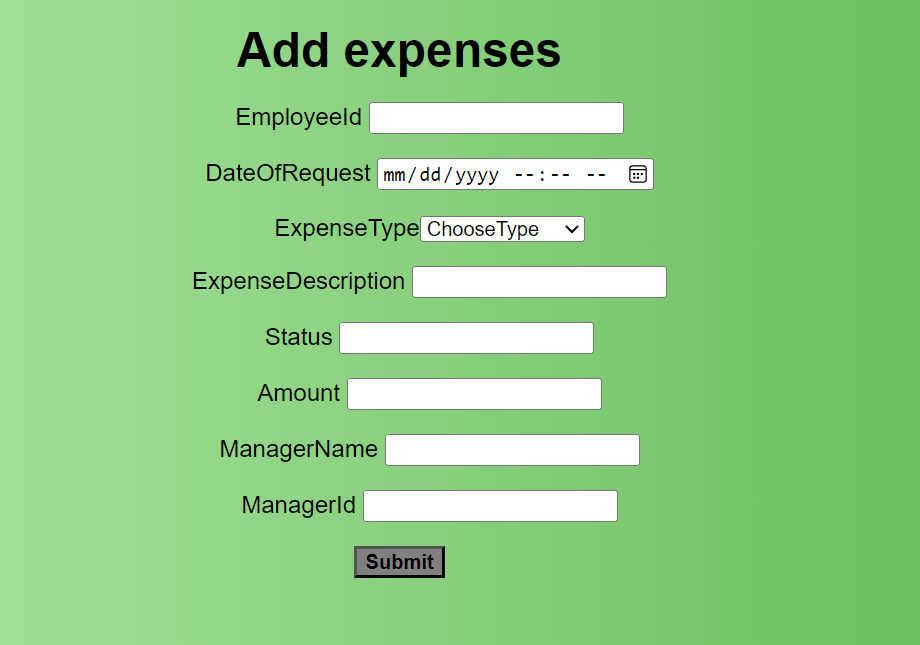 Add expenses
EmployeeId
DateOfRequest mm/dd/yyyy --:-- --
ExpenseType ChooseType
ExpenseDescription
Status
Amount
ManagerName
ManagerId
Submit